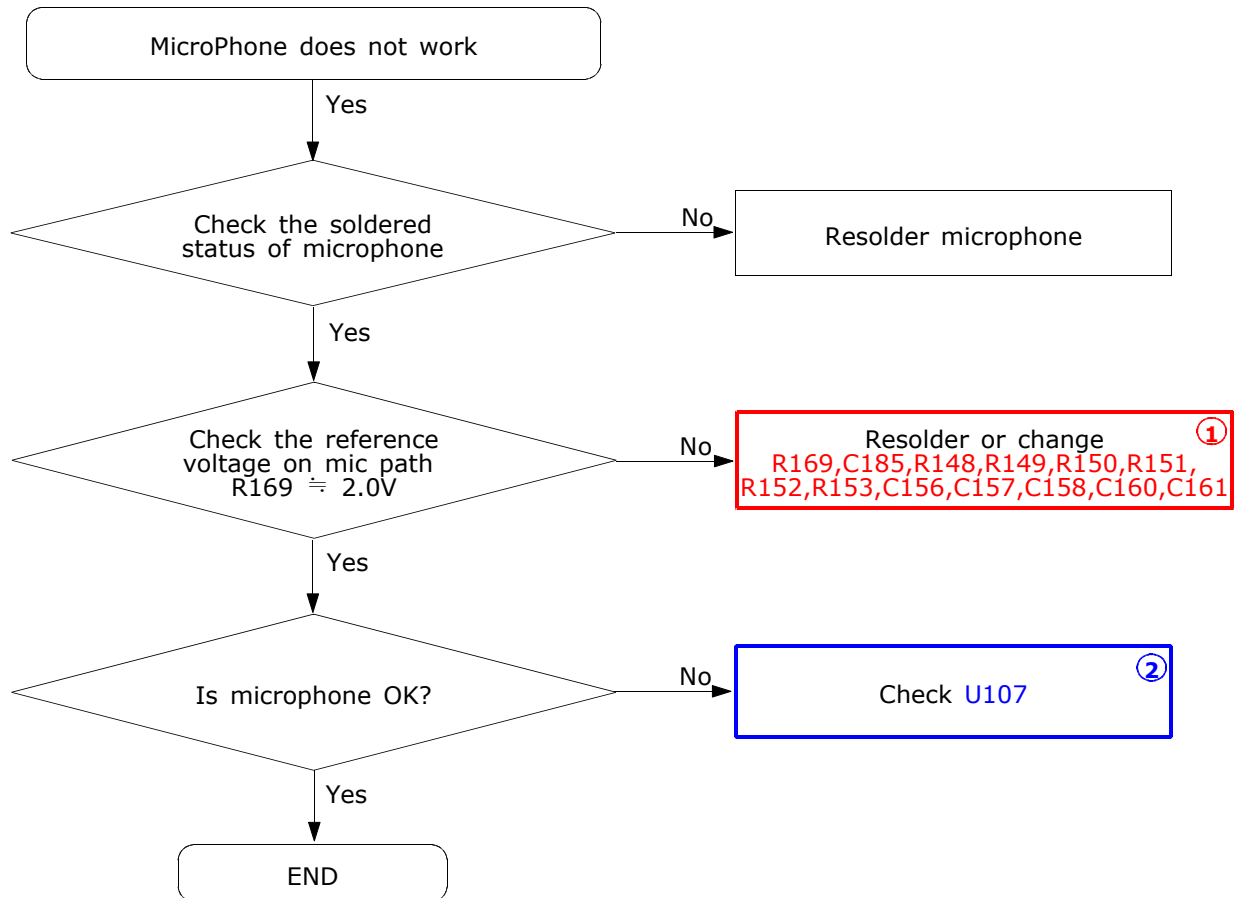 MicroPhone does not work
Yes
Check the soldered
status of microphone
No
Resolder microphone
Yes
Check the reference
voltage on mic path
R169 ≒ 2.0V
No
Resolder or change
①
R169,C185,R148,R149,R150,R151,
R152,R153,C156,C157,C158,C160,C161
Yes
Is microphone OK?
No
Check U107
②
Yes
END